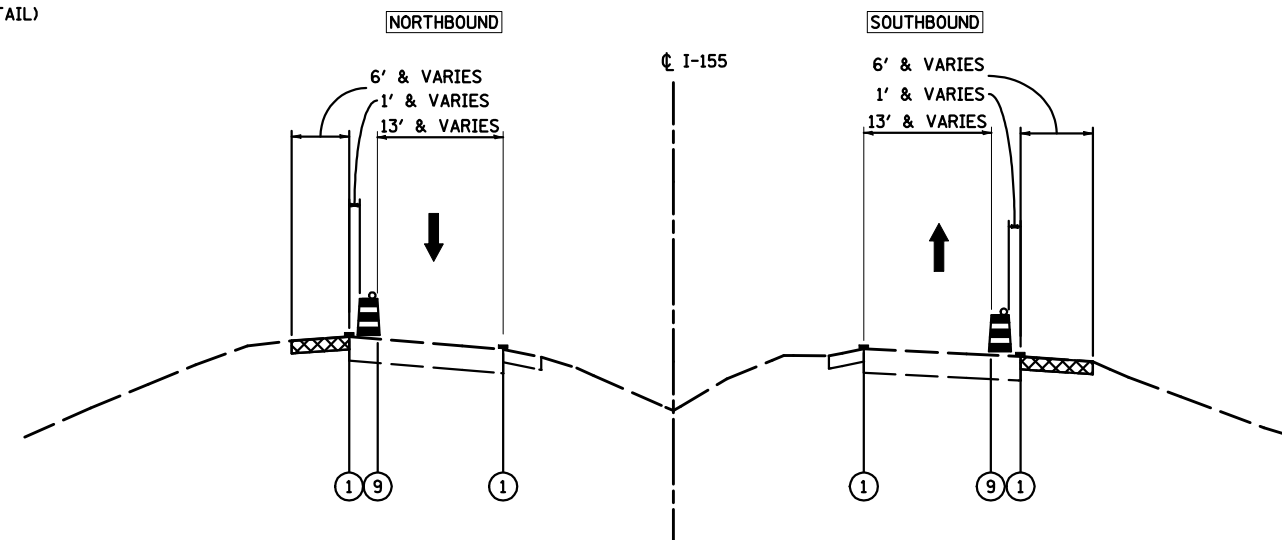 TAIL)
NORTHBOUND
SOUTHBOUND
℄ I-155
6' & VARIES
1' & VARIES
13' & VARIES
6' & VARIES
1' & VARIES
13' & VARIES
1 9 1
1 9 1